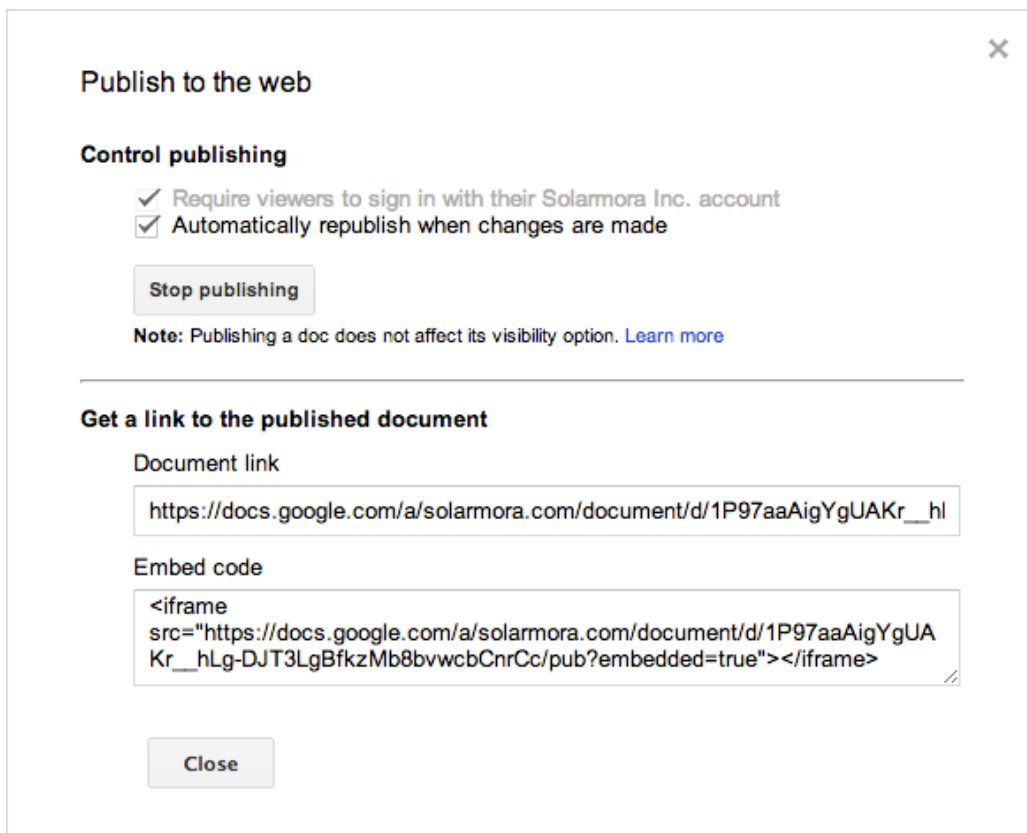 Publish to the web
Control publishing
Require viewers to sign in with their Solarmora Inc. account
Automatically republish when changes are made
Stop publishing
Note: Publishing a doc does not affect its visibility option. Learn more
Get a link to the published document
Document link
https://docs.google.com/a/solarmora.com/document/d/1P97aaAigYgUAKr__hl
Embed code
<iframe
src="https://docs.google.com/a/solarmora.com/document/d/1P97aaAigYgUA
Kr__hLg-DJT3LgBfkzMb8bvwcbCnrCc/pub?embedded=true"></iframe>
Close